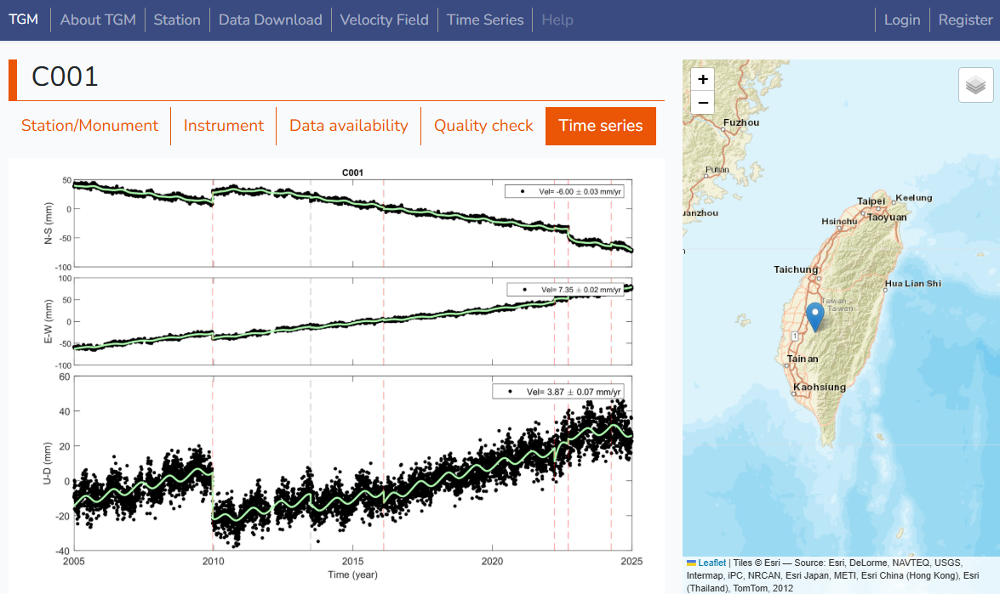 TGM About TGM Station Data Download Velocity Field Time Series Help Login Register
C001
Station/Monument Instrument Data availability Quality check Time series
C001
50
0
-50
-100
N-S (mm)
Vel= -6.00 ± 0.03 mm/yr
100
50
0
-50
-100
E-W (mm)
Vel= 7.35 ± 0.02 mm/yr
60
40
20
0
-20
-40
U-D (mm)
Vel= 3.87 ± 0.07 mm/yr
2005 2010 2015 2020 2025
Time (year)
+
−
Fuzhou
Putian
uanzhou
n
Taipei Keelung
Taoyuan
Hsinchu
Taichung
Hua Lian Shi
Taiwan
Taiwan
1
Tainan
Kaohsiung
Leaflet | Tiles © Esri — Source: Esri, DeLorme, NAVTEQ, USGS,
Intermap, iPC, NRCAN, Esri Japan, METI, Esri China (Hong Kong), Esri
(Thailand), TomTom, 2012